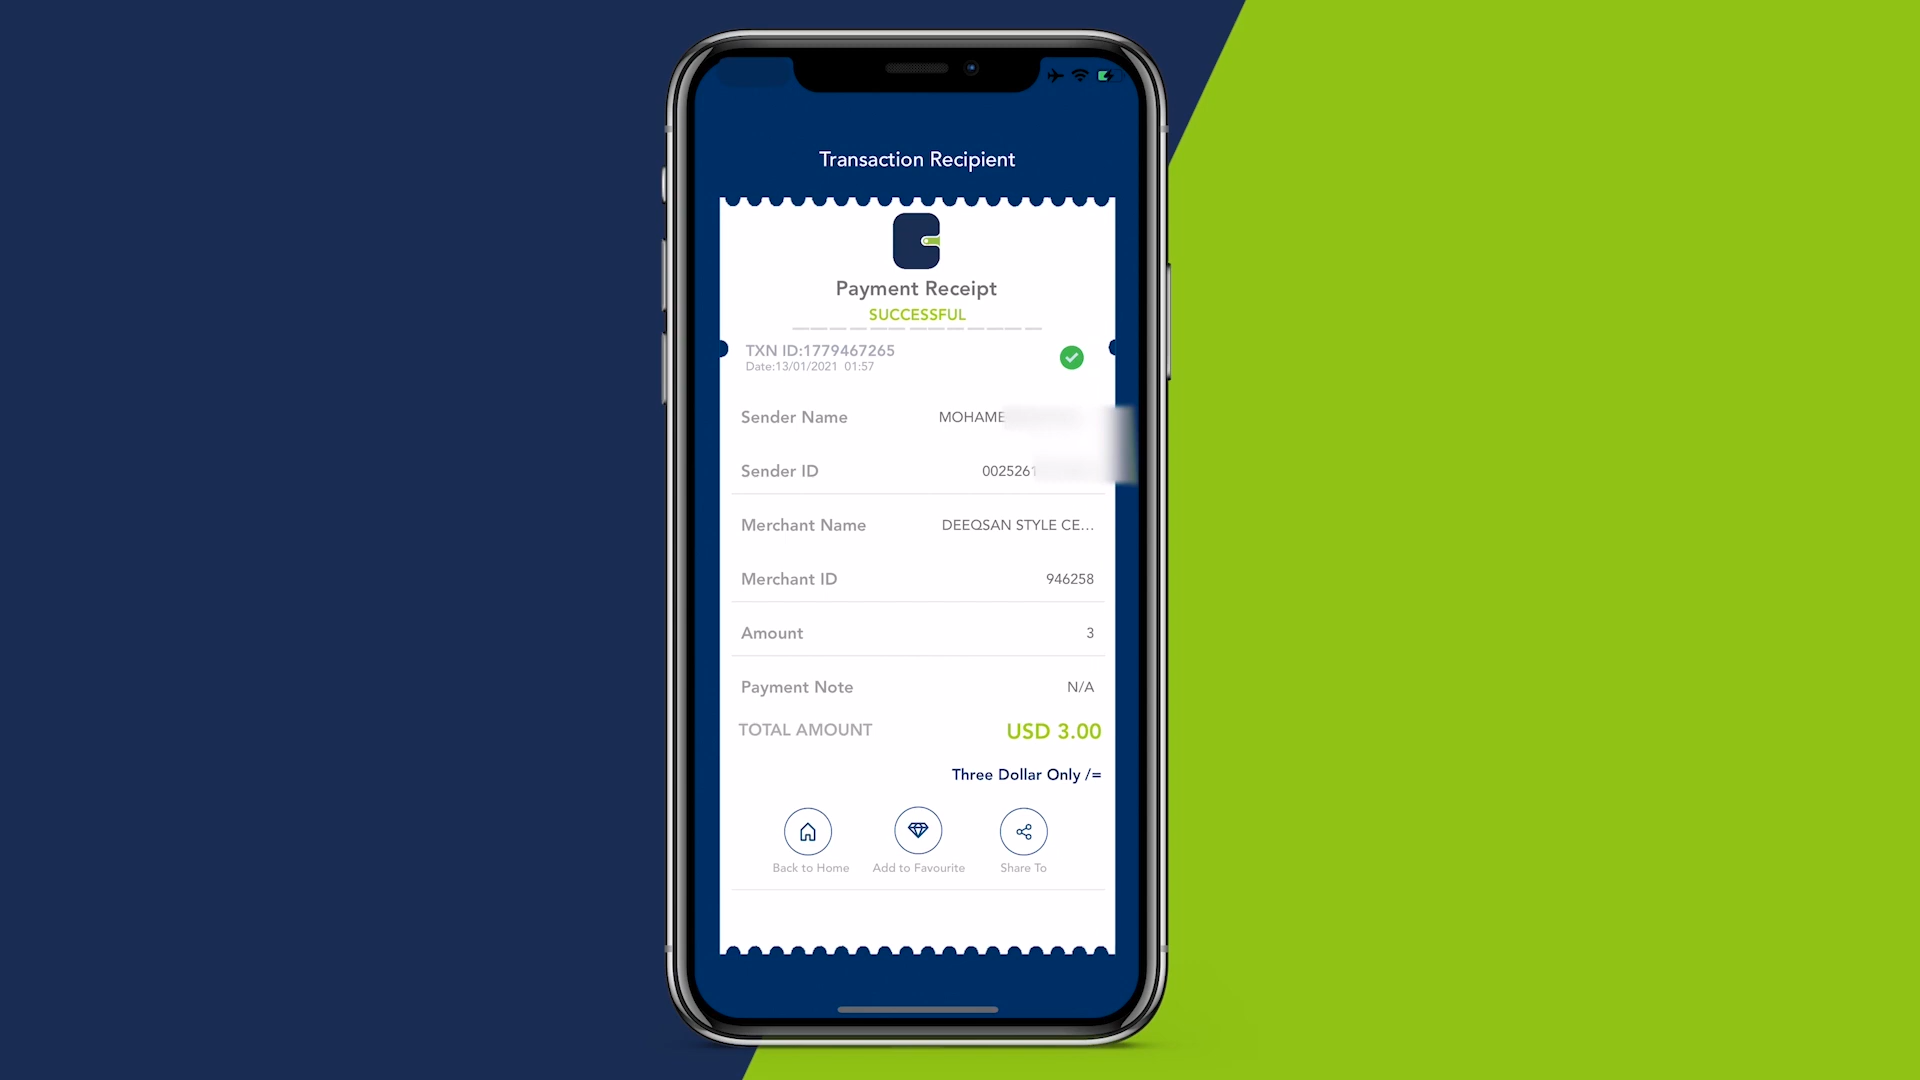 Transaction Recipient
Payment Receipt
SUCCESSFUL
TXN ID:1779467265
Date:13/01/2021 01:57
Sender Name
Sender ID 002526
Merchant Name DEEQSAN STYLE CE...
Merchant ID 946258
Amount 3
Payment Note N/A
TOTAL AMOUNT USD 3.00
Three Dollar Only /=
Back to Home Add to Favourite Share To